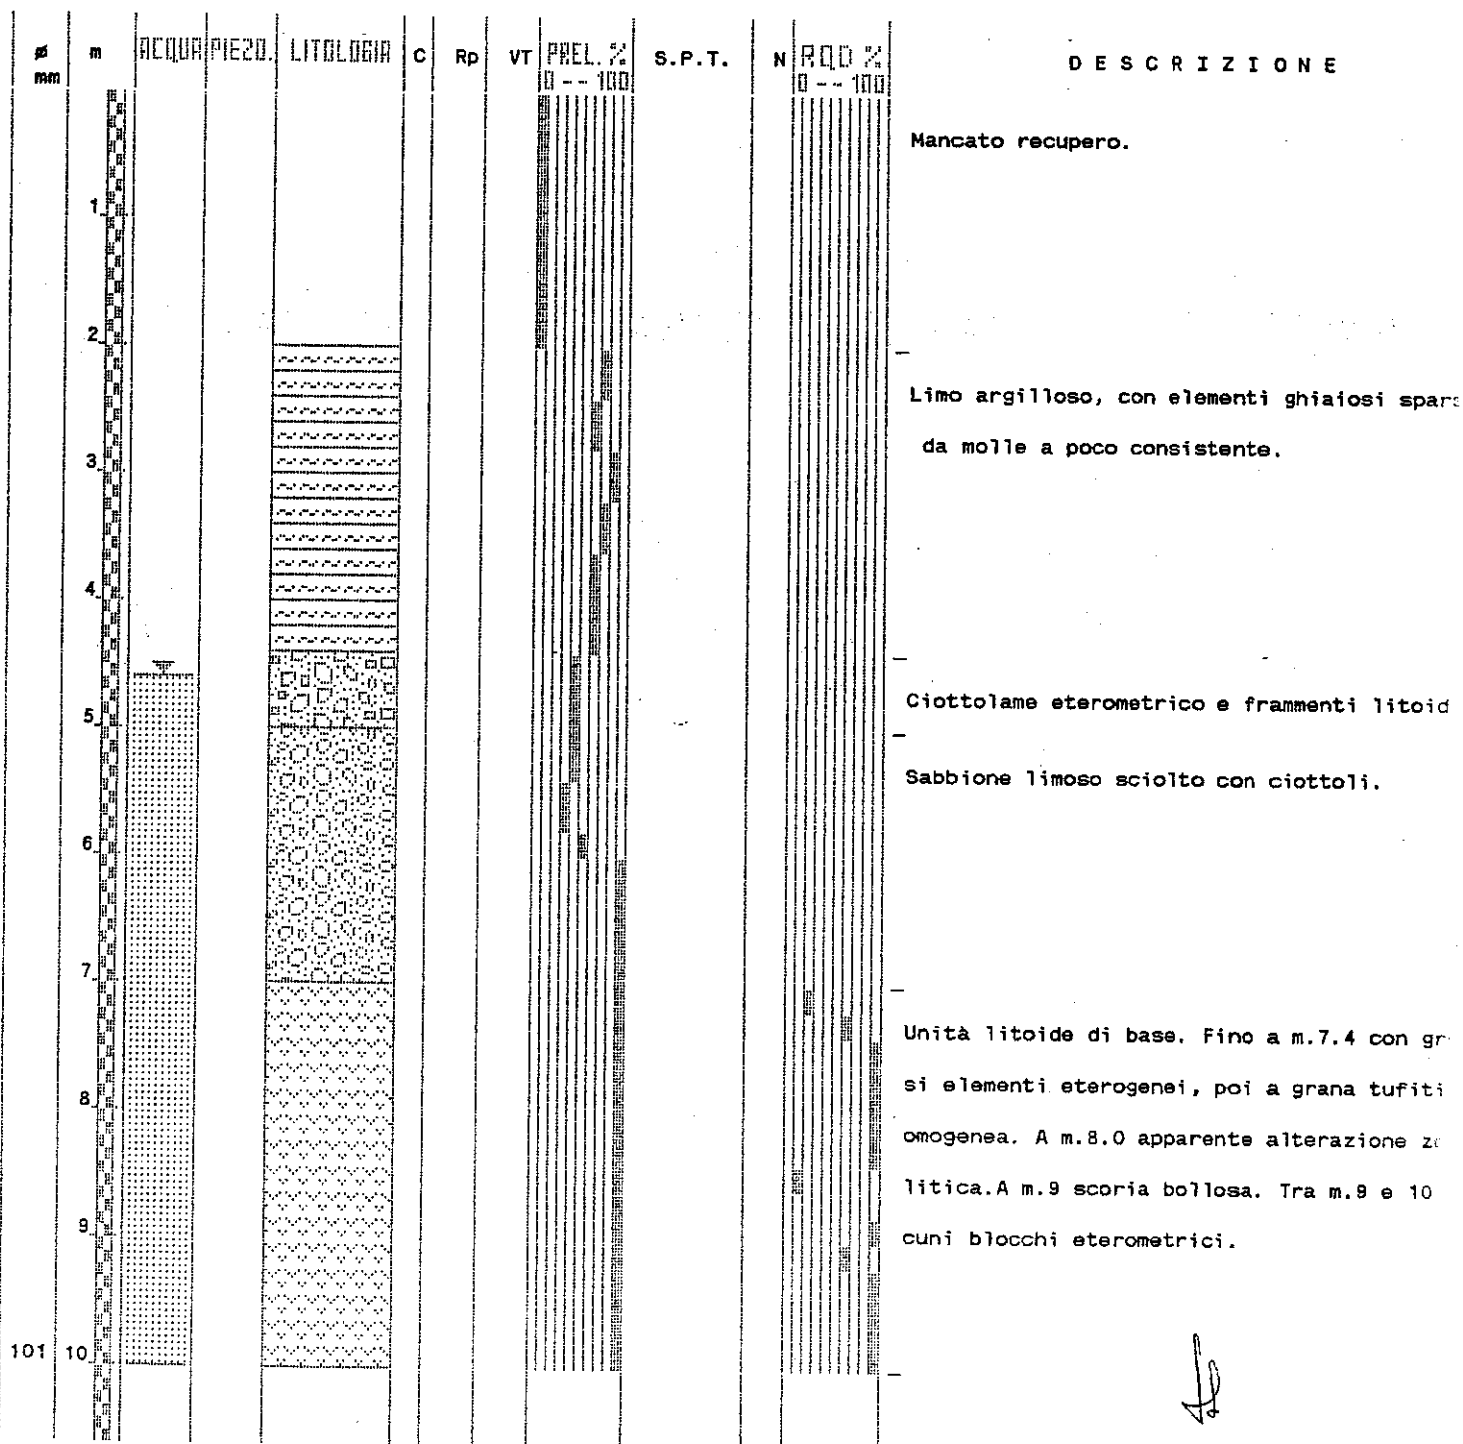 ø m ACQUA PIEZO. LITOLOGIA C Rp VT PREL. % S.P.T. N RQD % DESCRIZIONE
mm 0 -- 100 0 -- 100
Mancato recupero.
1
2
Limo argilloso, con elementi ghiaiosi spars
da molle a poco consistente.
3
4
Ciottolame eterometrico e frammenti litoid
5
Sabbione limoso sciolto con ciottoli.
6
7
Unità litoide di base. Fino a m.7.4 con gr
si elementi eterogenei, poi a grana tufiti
8
omogenea. A m.8.0 apparente alterazione
litica.A m.9 scoria bollosa. Tra m.9 e 10
9
cuni blocchi eterometrici.
101 10